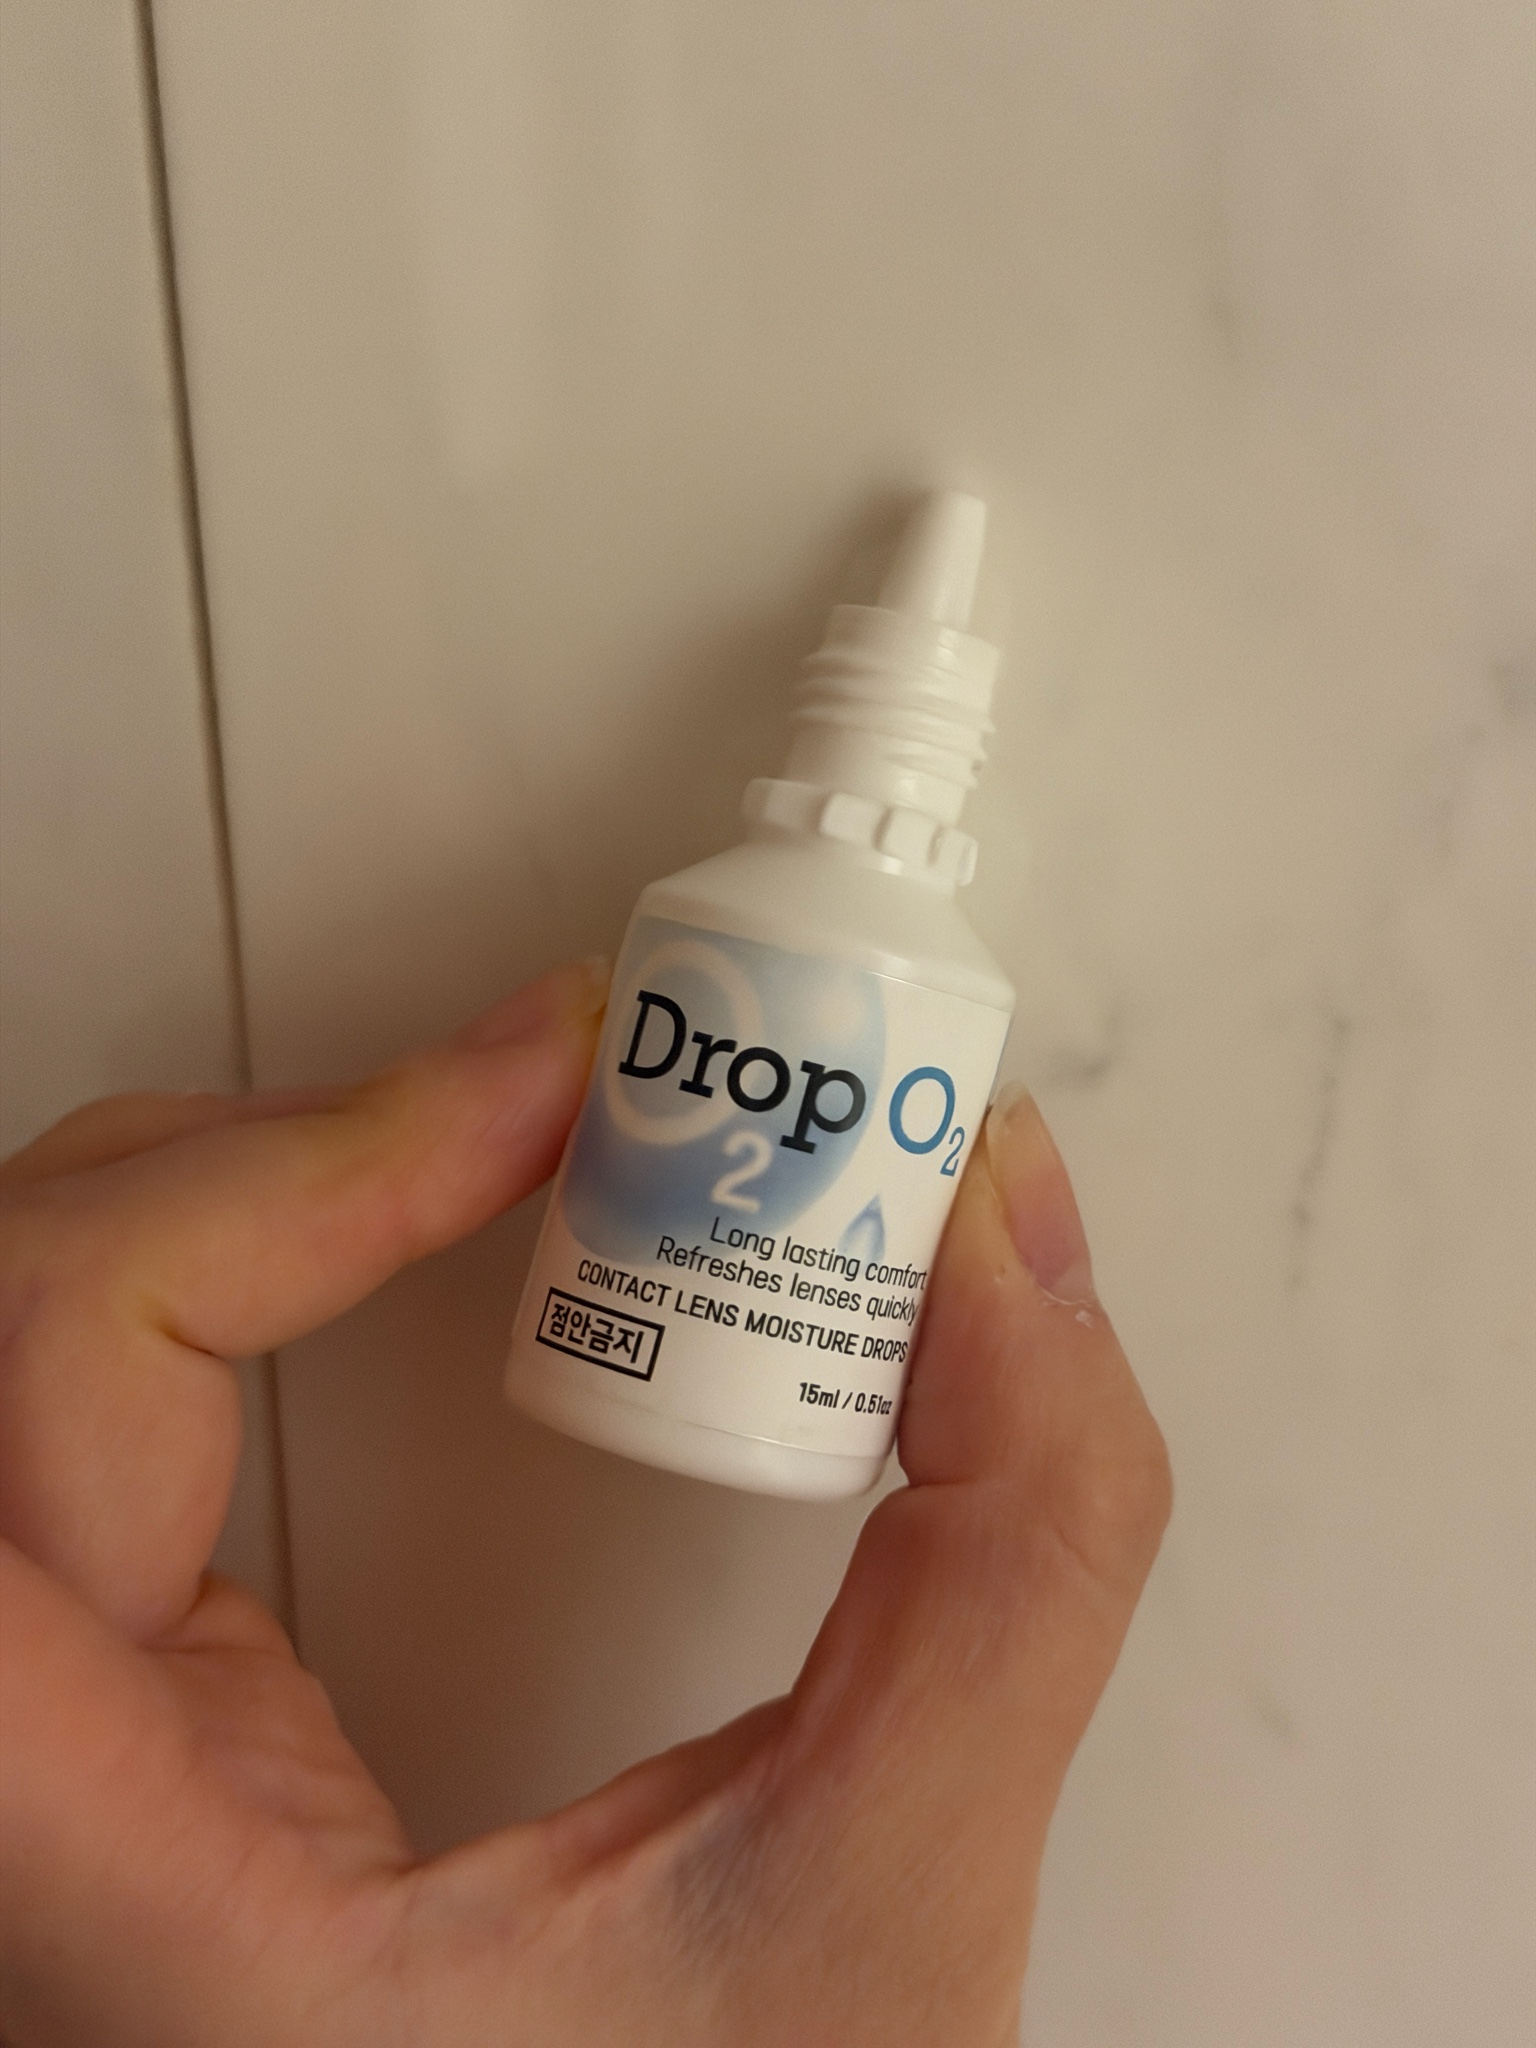 Drop O₂
O₂
Long lasting comfort
Refreshes lenses quickly
CONTACT LENS MOISTURE DROPS
점안금지
15ml / 0.51oz